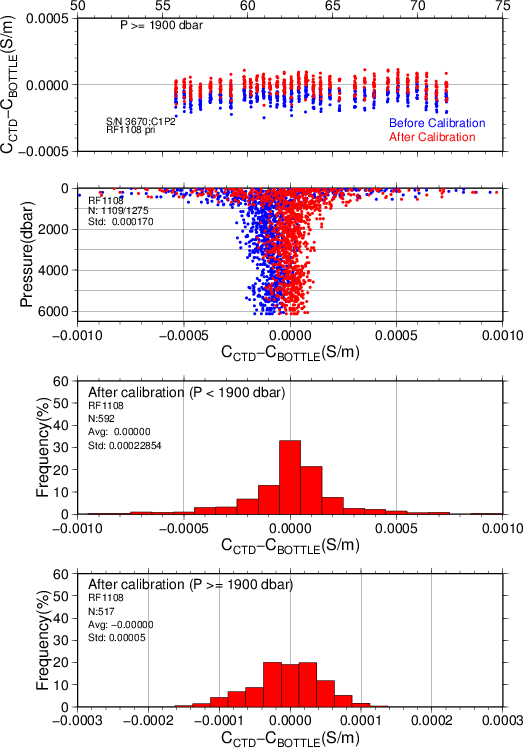 50 55 60 65 70 75
P >= 1900 dbar
0.0005
0.0000
−0.0005
C_CTD−C_BOTTLE(S/m)
S/N 3670;C1P2
RF1108 pri
Before Calibration
After Calibration
0
2000
4000
6000
Pressure(dbar)
RF1108
N: 1109/1275
Std: 0.000170
−0.0010 −0.0005 0.0000 0.0005 0.0010
C_CTD−C_BOTTLE(S/m)
60
50
40
30
20
10
0
Frequency(%)
After calibration (P < 1900 dbar)
RF1108
N:592
Avg: 0.00000
Std: 0.00022854
−0.0010 −0.0005 0.0000 0.0005 0.0010
C_CTD−C_BOTTLE(S/m)
60
50
40
30
20
10
0
Frequency(%)
After calibration (P >= 1900 dbar)
RF1108
N:517
Avg: −0.00000
Std: 0.00005
−0.0003 −0.0002 −0.0001 0.0000 0.0001 0.0002 0.0003
C_CTD−C_BOTTLE(S/m)